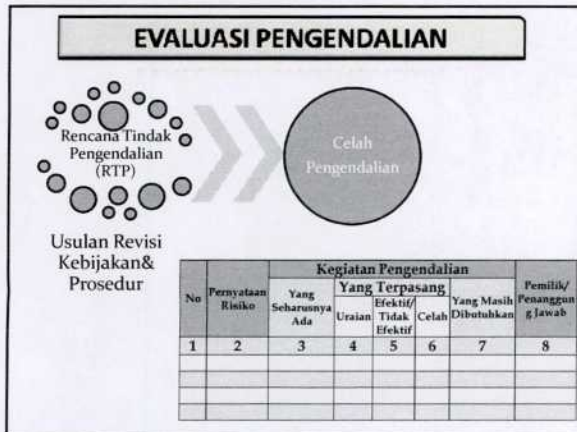 EVALUASI PENGENDALIAN
Rencana Tindak
Pengendalian
(RTP)
Celah
Pengendalian
Usulan Revisi
Kebijakan&
Prosedur
No
Pernyataan
Risiko
Kegiatan Pengendalian
Yang
Seharusnya
Ada
Yang Terpasang
Uraian
Efektif/
Tidak
Efektif
Celah
Yang Masih
Dibutuhkan
Pemilik/
Penanggun
g Jawab
1 2 3 4 5 6 7 8